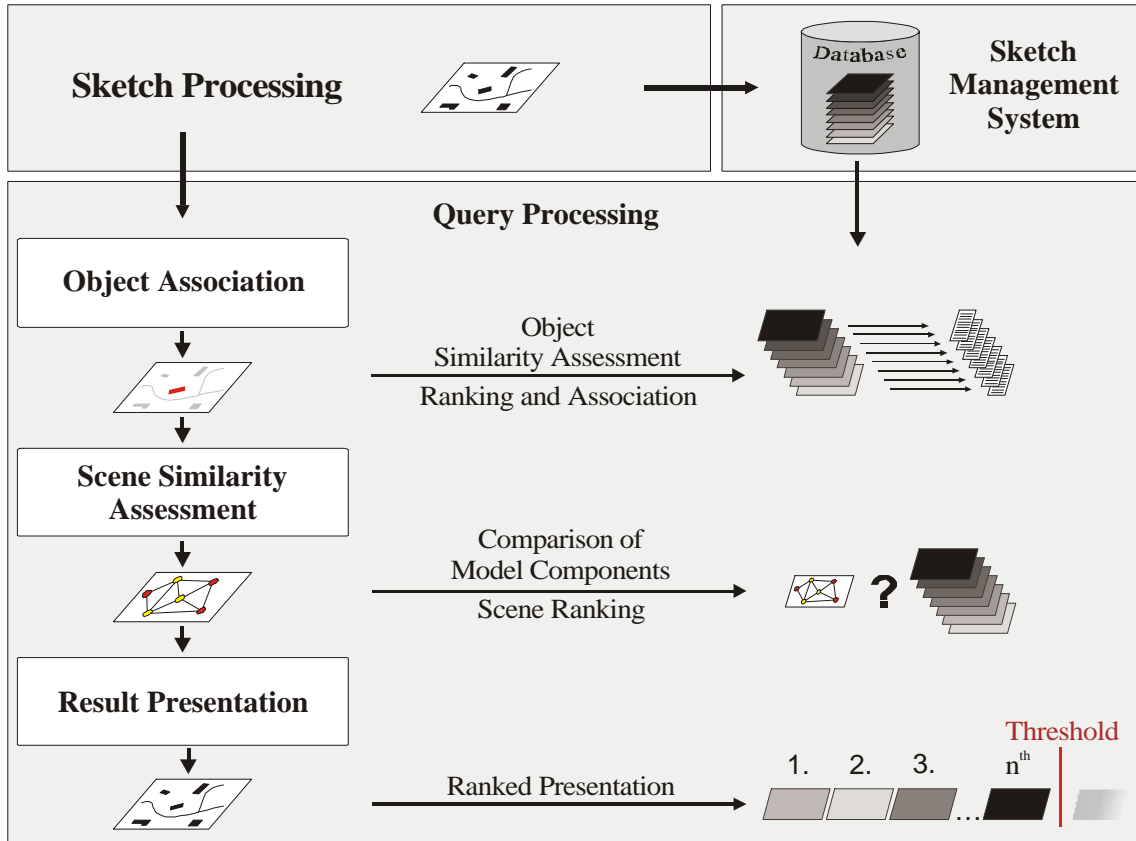 Sketch Processing
Database
Sketch
Management
System
Query Processing
Object Association
Object
Similarity Assessment
Ranking and Association
Scene Similarity
Assessment
Comparison of
Model Components
Scene Ranking
?
Result Presentation
Ranked Presentation
Threshold
1. 2. 3. nth
...